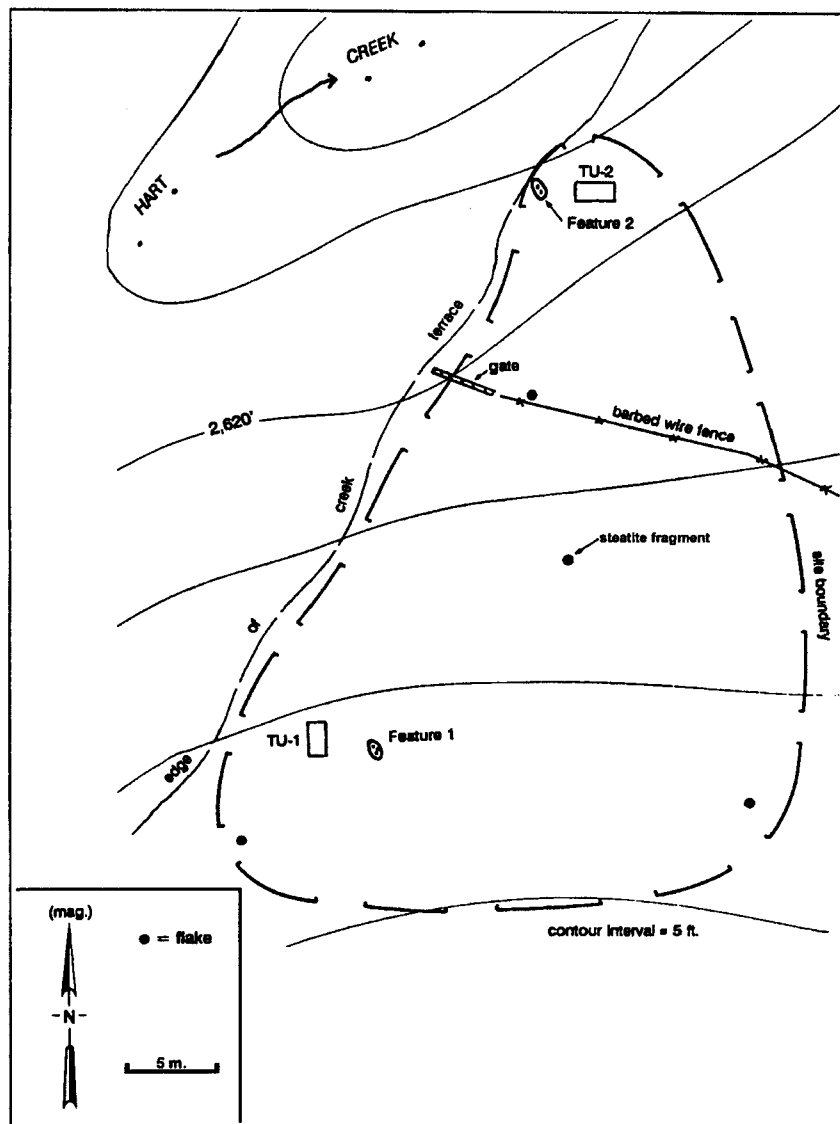 CREEK
HART
TU-2
Feature 2
terrace
gate
2,620'
barbed wire fence
creek
steatite fragment
site boundary
of
TU-1
Feature 1
edge
(mag.)
● = flake
contour interval = 5 ft.
-N-
5 m.